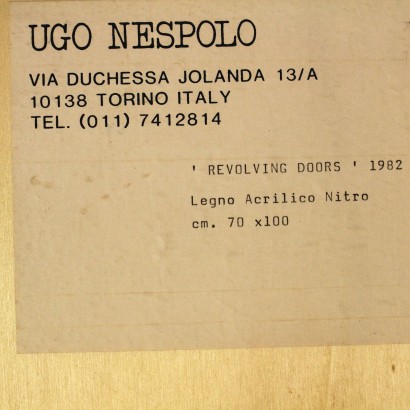 UGO NESPOLO
VIA DUCHESSA JOLANDA 13/A
10138 TORINO ITALY
TEL. (011) 7412814
' REVOLVING DOORS ' 1982
Legno Acrilico Nitro
cm. 70 x100